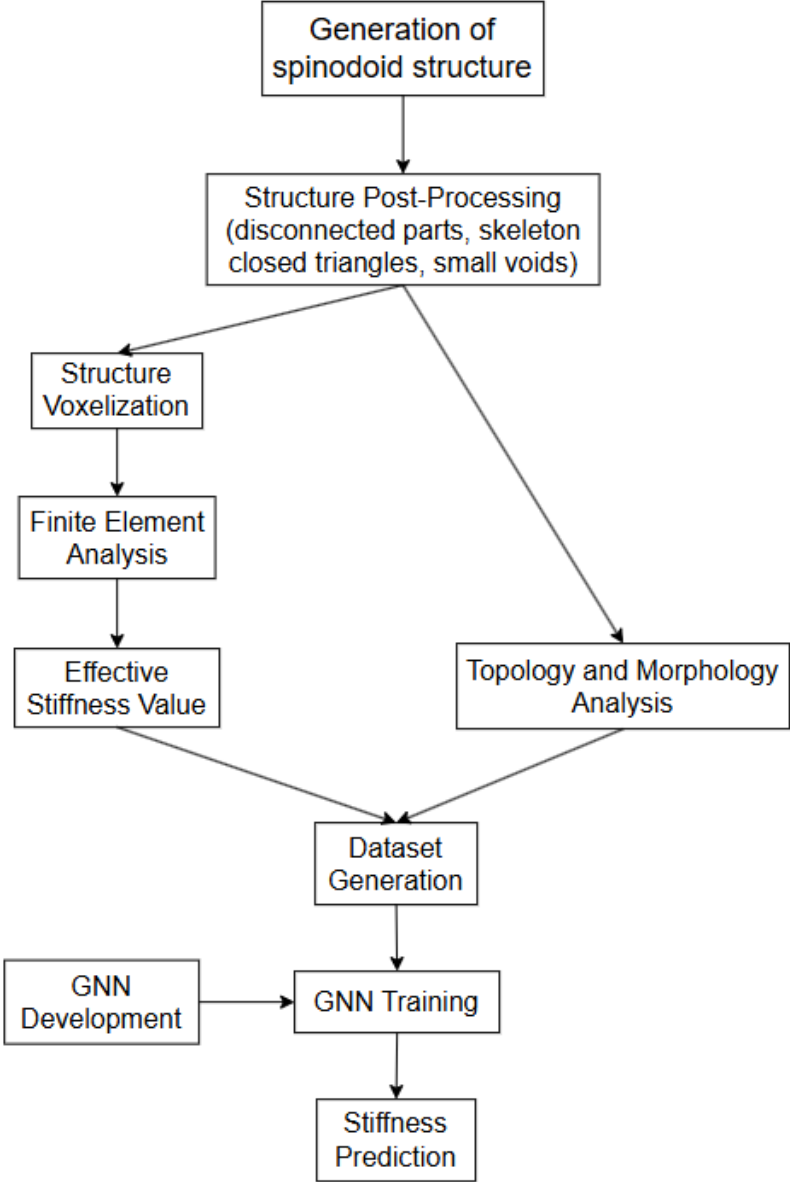 Generation of
spinodoid structure
Structure Post-Processing
(disconnected parts, skeleton
closed triangles, small voids)
Structure
Voxelization
Finite Element
Analysis
Effective
Stiffness Value
Topology and Morphology
Analysis
Dataset
Generation
GNN
Development
GNN Training
Stiffness
Prediction